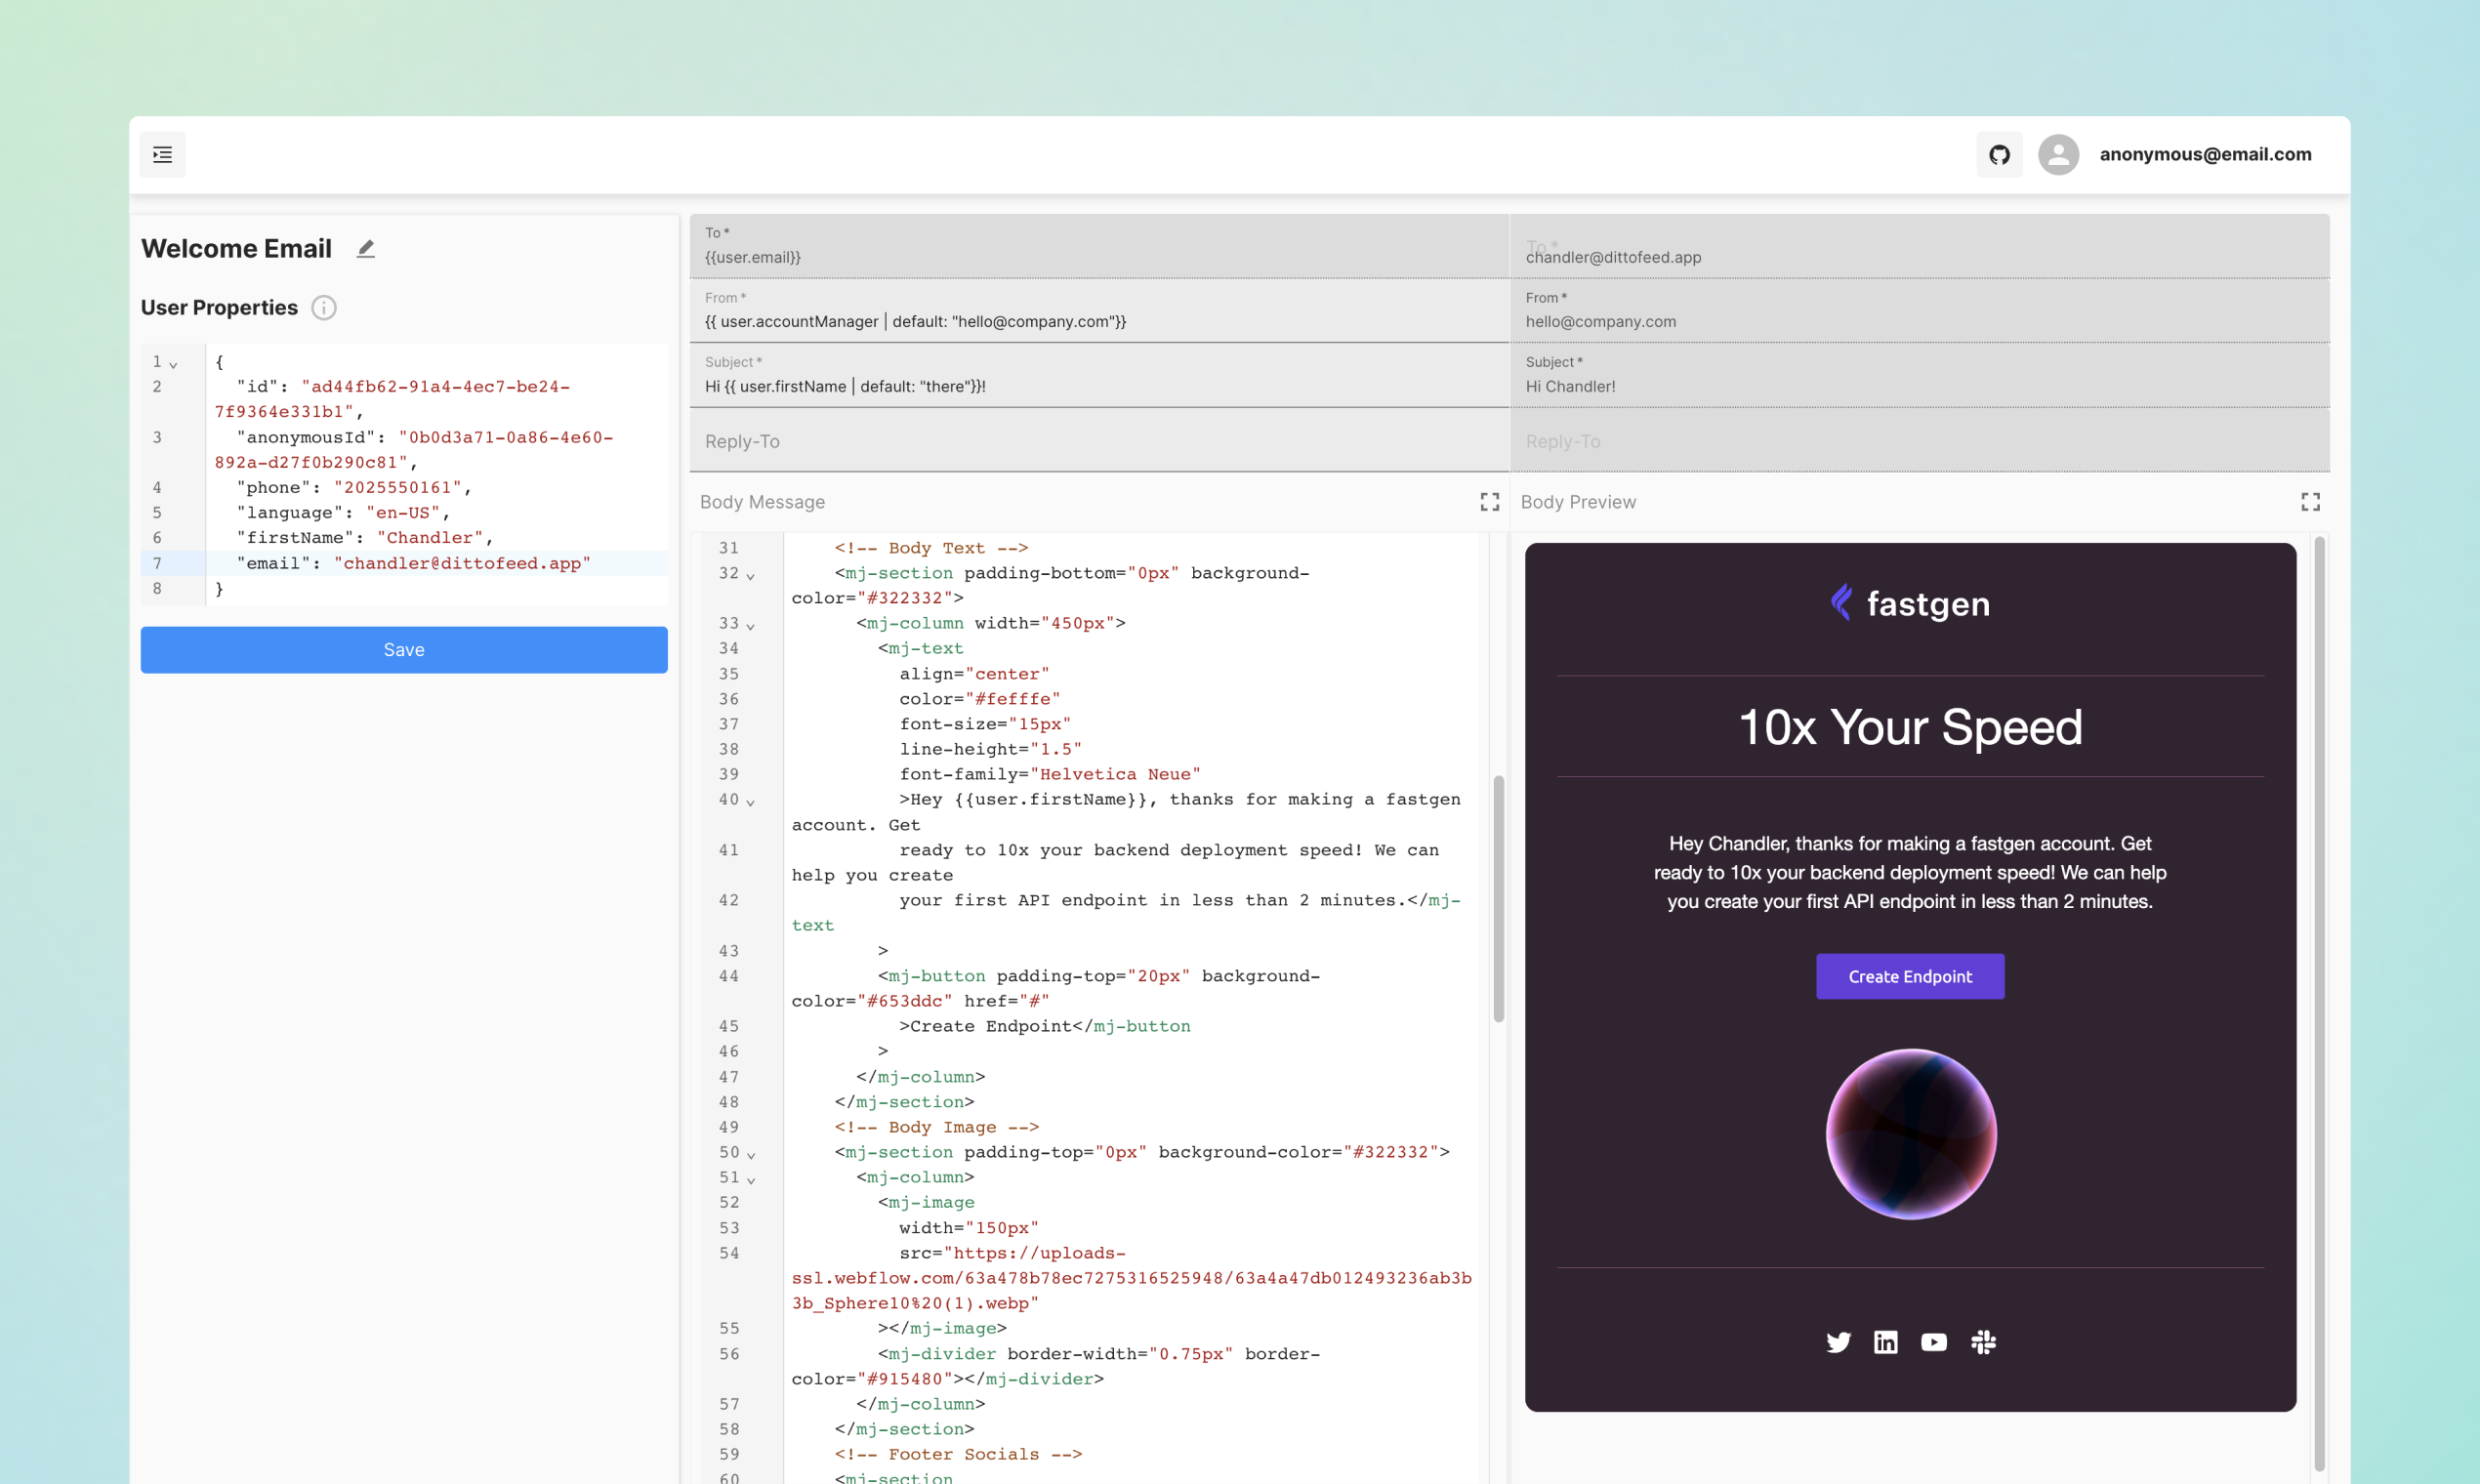 anonymous@email.com
Welcome Email
User Properties
1 {
2 "id": "ad44fb62-91a4-4ec7-be24-
7f9364e331b1",
3 "anonymousId": "0b0d3a71-0a86-4e60-
892a-d27f0b290c81",
4 "phone": "2025550161",
5 "language": "en-US",
6 "firstName": "Chandler",
7 "email": "chandler@dittofeed.app"
8 }
Save
To *
{{user.email}}
From *
{{ user.accountManager | default: "hello@company.com"}}
Subject *
Hi {{ user.firstName | default: "there"}}!
Reply-To
To *
chandler@dittofeed.app
From *
hello@company.com
Subject *
Hi Chandler!
Reply-To
Body Message
31 <!-- Body Text -->
32 <mj-section padding-bottom="0px" background-
color="#322332">
33 <mj-column width="450px">
34 <mj-text
35 align="center"
36 color="#fefffe"
37 font-size="15px"
38 line-height="1.5"
39 font-family="Helvetica Neue"
40 >Hey {{user.firstName}}, thanks for making a fastgen
account. Get
41 ready to 10x your backend deployment speed! We can
help you create
42 your first API endpoint in less than 2 minutes.</mj-
text
43 >
44 <mj-button padding-top="20px" background-
color="#653ddc" href="#"
45 >Create Endpoint</mj-button
46 >
47 </mj-column>
48 </mj-section>
49 <!-- Body Image -->
50 <mj-section padding-top="0px" background-color="#322332">
51 <mj-column>
52 <mj-image
53 width="150px"
54 src="https://uploads-
ssl.webflow.com/63a478b78ec7275316525948/63a4a47db012493236ab3b
3b_Sphere10%20(1).webp"
55 ></mj-image>
56 <mj-divider border-width="0.75px" border-
color="#915480"></mj-divider>
57 </mj-column>
58 </mj-section>
59 <!-- Footer Socials -->
60 <mj-section
Body Preview
fastgen
10x Your Speed
Hey Chandler, thanks for making a fastgen account. Get
ready to 10x your backend deployment speed! We can help
you create your first API endpoint in less than 2 minutes.
Create Endpoint